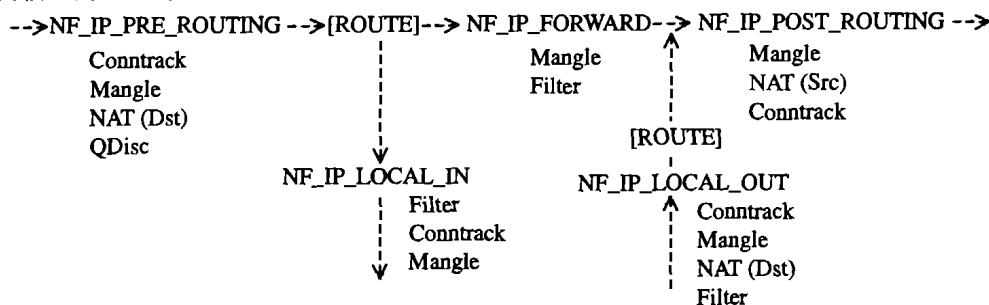 -->NF_IP_PRE_ROUTING -->[ROUTE]--> NF_IP_FORWARD--> NF_IP_POST_ROUTING -->
Conntrack
Mangle
NAT (Dst)
QDisc
Mangle
Filter
Mangle
NAT (Src)
Conntrack
[ROUTE]
NF_IP_LOCAL_IN
Filter
Conntrack
Mangle
NF_IP_LOCAL_OUT
Conntrack
Mangle
NAT (Dst)
Filter